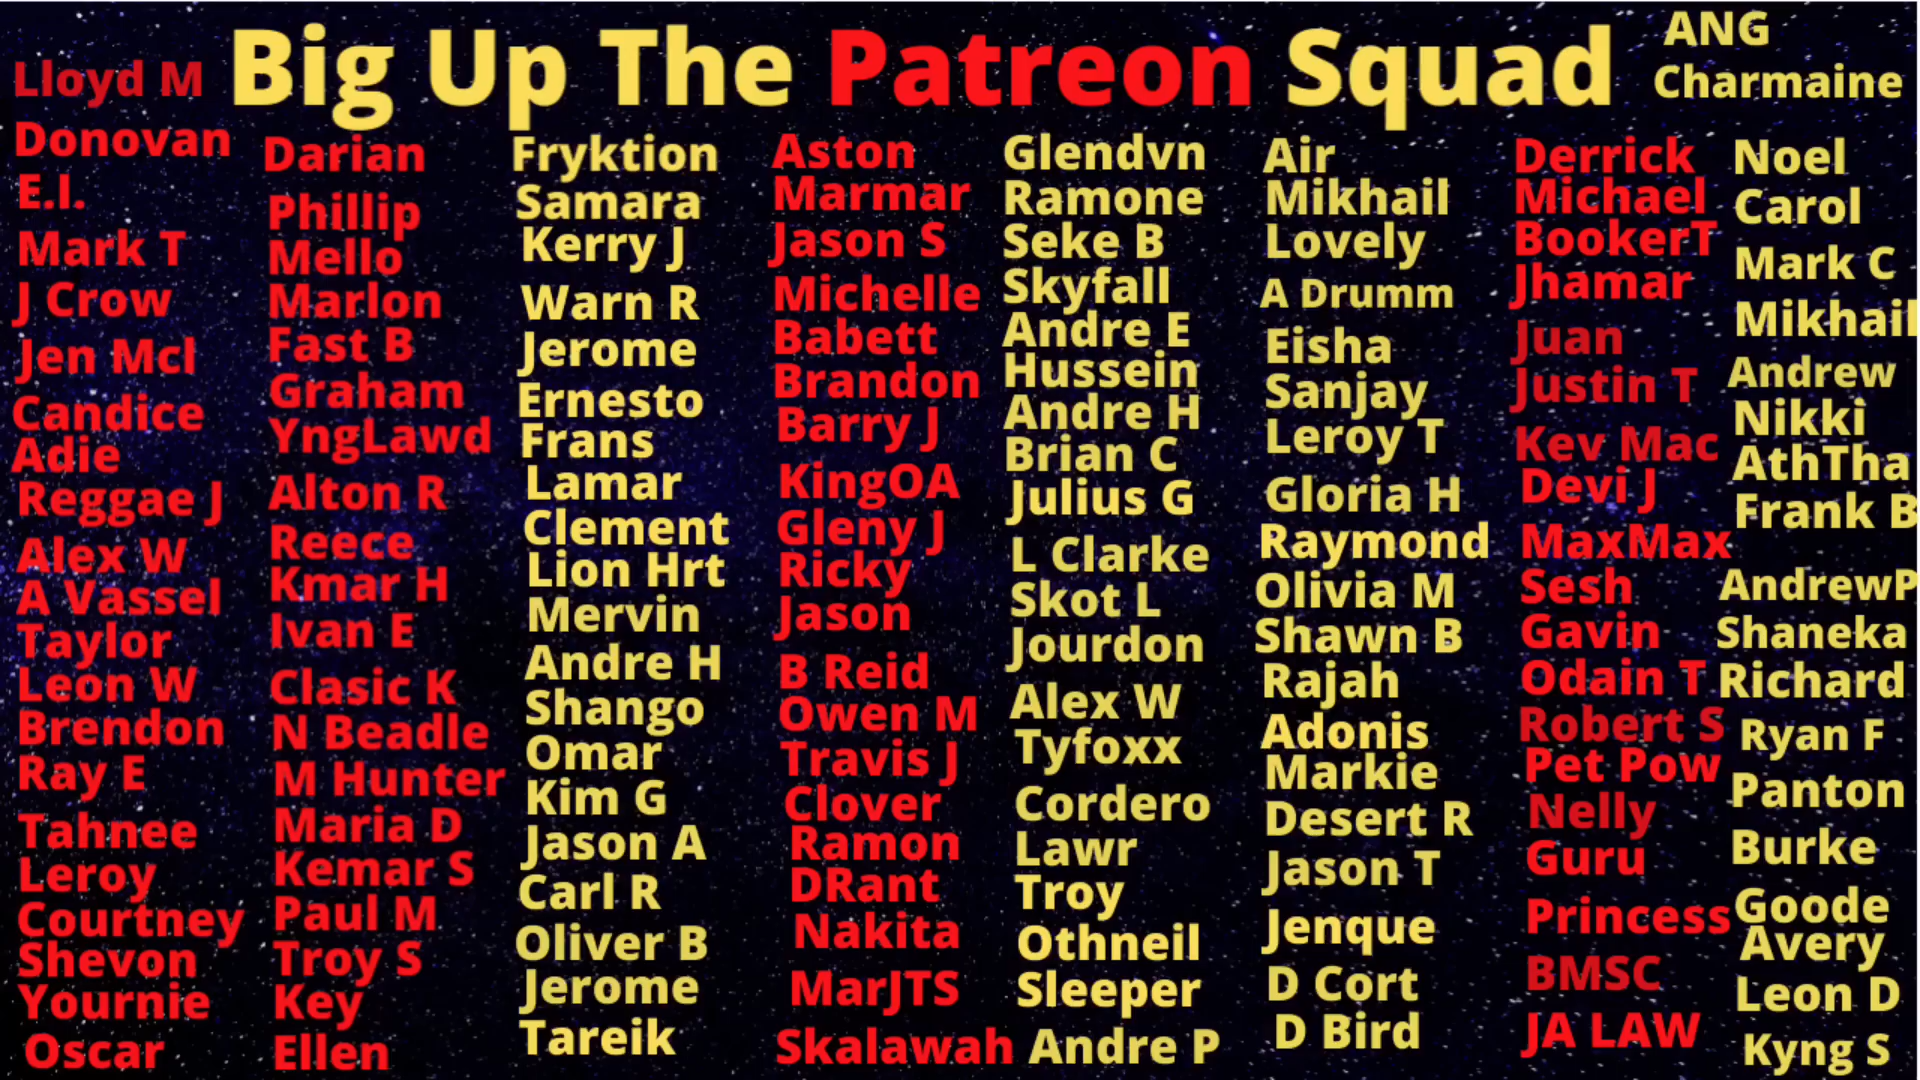 Big Up The Patreon Squad
Lloyd M
Donovan
E.I.
Mark T
J Crow
Jen Mcl
Candice
Adie
Reggae J
Alex W
A Vassel
Taylor
Leon W
Brendon
Ray E
Tahnee
Leroy
Courtney
Shevon
Yournie
Oscar
Darian
Phillip
Mello
Marlon
Fast B
Graham
YngLawd
Alton R
Reece
Kmar H
Ivan E
Clasic K
N Beadle
M Hunter
Maria D
Kemar S
Paul M
Troy S
Key
Ellen
Fryktion
Samara
Kerry J
Warn R
Jerome
Ernesto
Frans
Lamar
Clement
Lion Hrt
Mervin
Andre H
Shango
Omar
Kim G
Jason A
Carl R
Oliver B
Jerome
Tareik
Aston
Marmar
Jason S
Michelle
Babett
Brandon
Barry J
KingOA
Gleny J
Ricky
Jason
B Reid
Owen M
Travis J
Clover
Ramon
DRant
Nakita
MarJTS
Skalawah
Glendvn
Ramone
Seke B
Skyfall
Andre E
Hussein
Andre H
Brian C
Julius G
L Clarke
Skot L
Jourdon
Alex W
Tyfoxx
Cordero
Lawr
Troy
Othneil
Sleeper
Andre P
Air
Mikhail
Lovely
A Drumm
Eisha
Sanjay
Leroy T
Gloria H
Raymond
Olivia M
Shawn B
Rajah
Adonis
Markie
Desert R
Jason T
Jenque
D Cort
D Bird
Derrick
Michael
BookerT
Jhamar
Juan
Justin T
Kev Mac
Devi J
MaxMax
Sesh
Gavin
Odain T
Robert S
Pet Pow
Nelly
Guru
Princess
BMSC
JA LAW
ANG
Charmaine
Noel
Carol
Mark C
Mikhail
Andrew
Nikki
AthTha
Frank B
AndrewP
Shaneka
Richard
Ryan F
Panton
Burke
Goode
Avery
Leon D
Kyng S